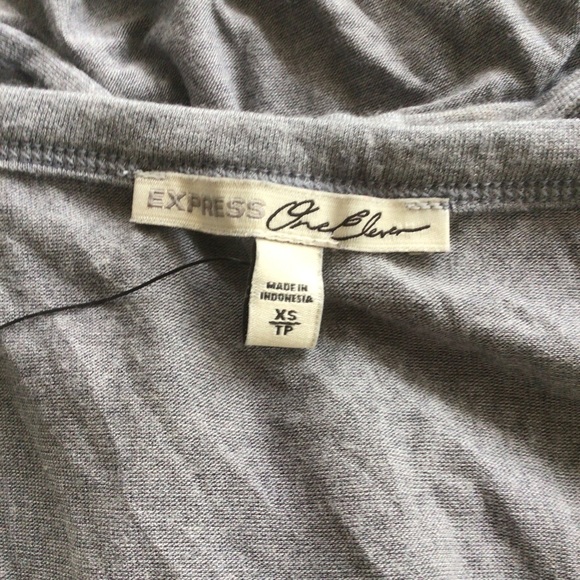 EXPRESS One Eleven
MADE IN
INDONESIA
XS
TP